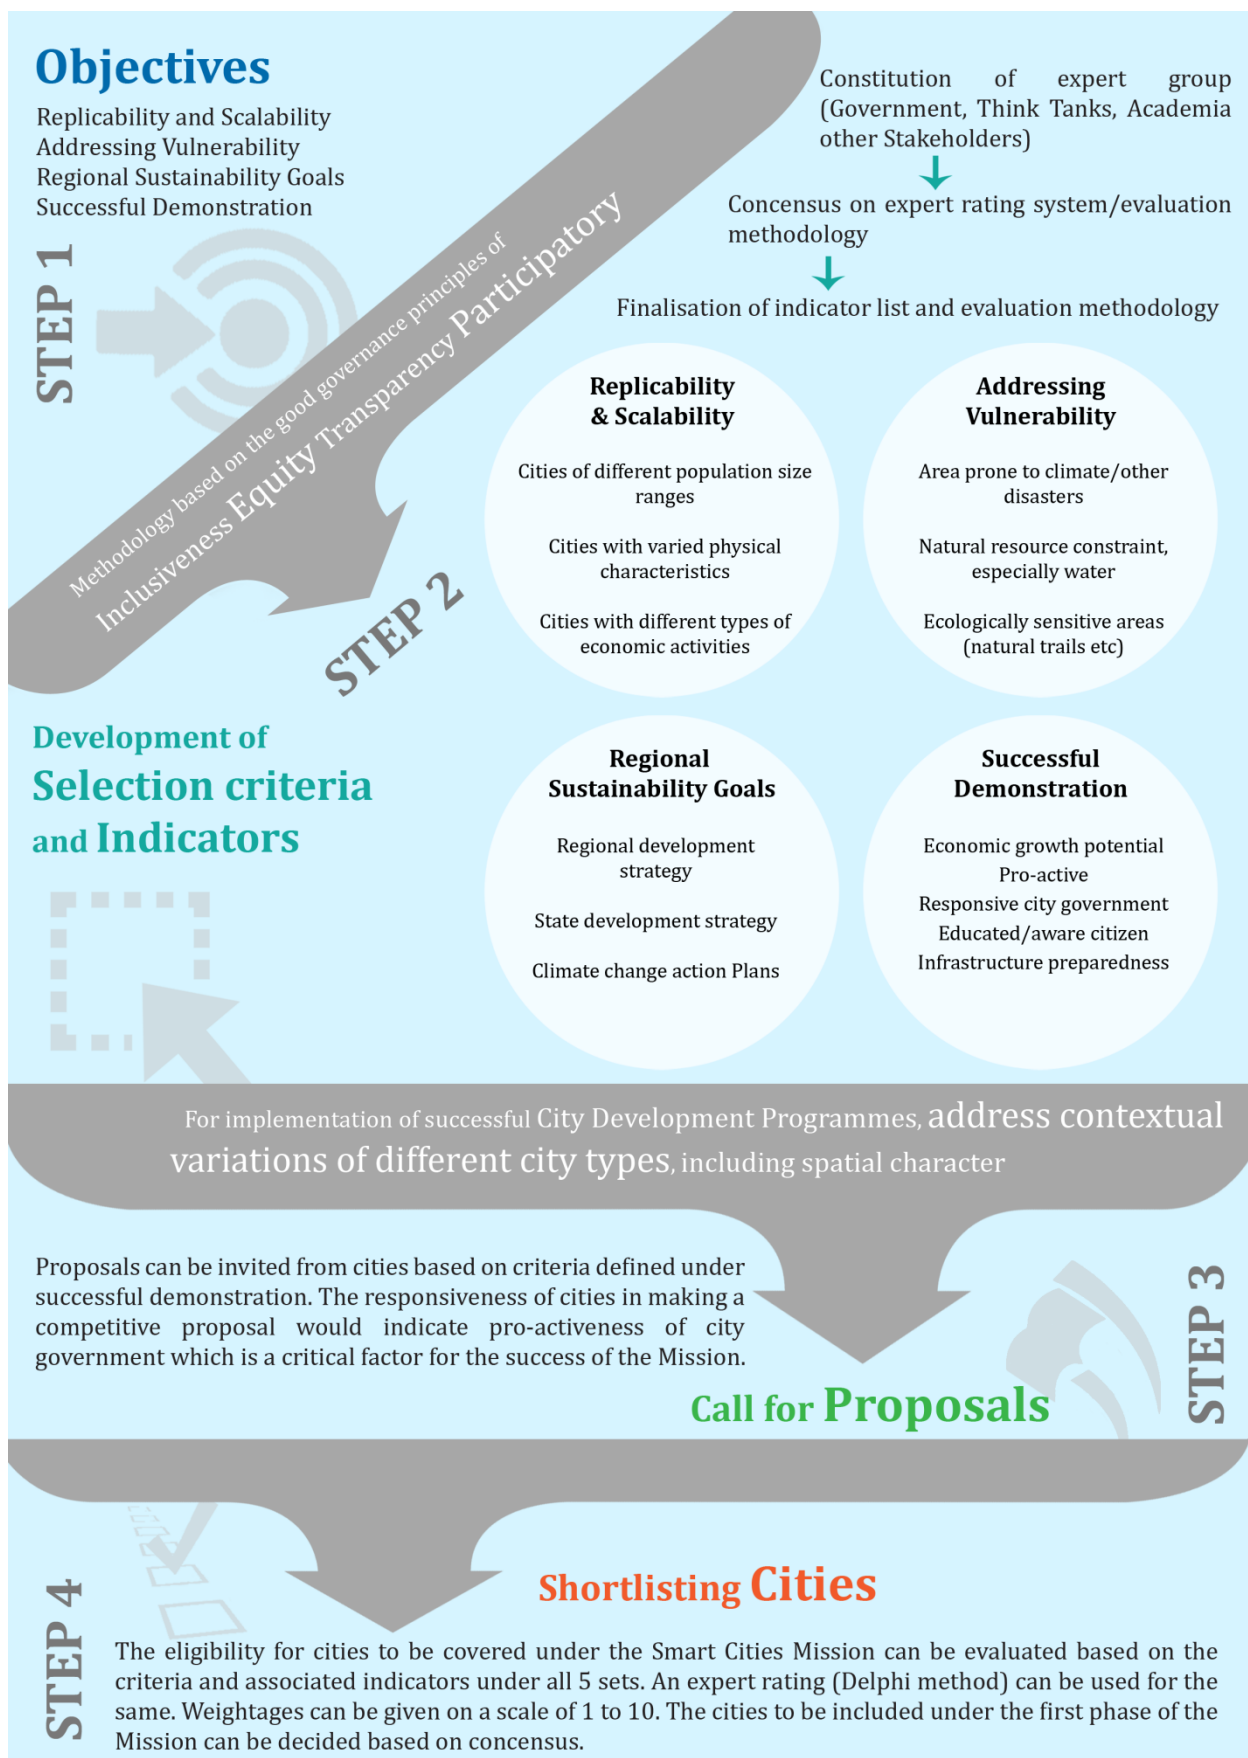 Objectives
Replicability and Scalability
Addressing Vulnerability
Regional Sustainability Goals
Successful Demonstration
STEP 1
Methodology based on the good governance principles of
Inclusiveness Equity Transparency Participatory
Constitution of expert group
(Government, Think Tanks, Academia
other Stakeholders)
Concensus on expert rating system/evaluation
methodology
Finalisation of indicator list and evaluation methodology
STEP 2
Development of
Selection criteria
and Indicators
Replicability
& Scalability
Cities of different population size
ranges
Cities with varied physical
characteristics
Cities with different types of
economic activities
Addressing
Vulnerability
Area prone to climate/other
disasters
Natural resource constraint,
especially water
Ecologically sensitive areas
(natural trails etc)
Regional
Sustainability Goals
Regional development
strategy
State development strategy
Climate change action Plans
Successful
Demonstration
Economic growth potential
Pro-active
Responsive city government
Educated/aware citizen
Infrastructure preparedness
For implementation of successful City Development Programmes, address contextual
variations of different city types, including spatial character
Proposals can be invited from cities based on criteria defined under
successful demonstration. The responsiveness of cities in making a
competitive proposal would indicate pro-activeness of city
government which is a critical factor for the success of the Mission.
STEP 3
Call for Proposals
STEP 4
Shortlisting Cities
The eligibility for cities to be covered under the Smart Cities Mission can be evaluated based on the
criteria and associated indicators under all 5 sets. An expert rating (Delphi method) can be used for the
same. Weightages can be given on a scale of 1 to 10. The cities to be included under the first phase of the
Mission can be decided based on concensus.